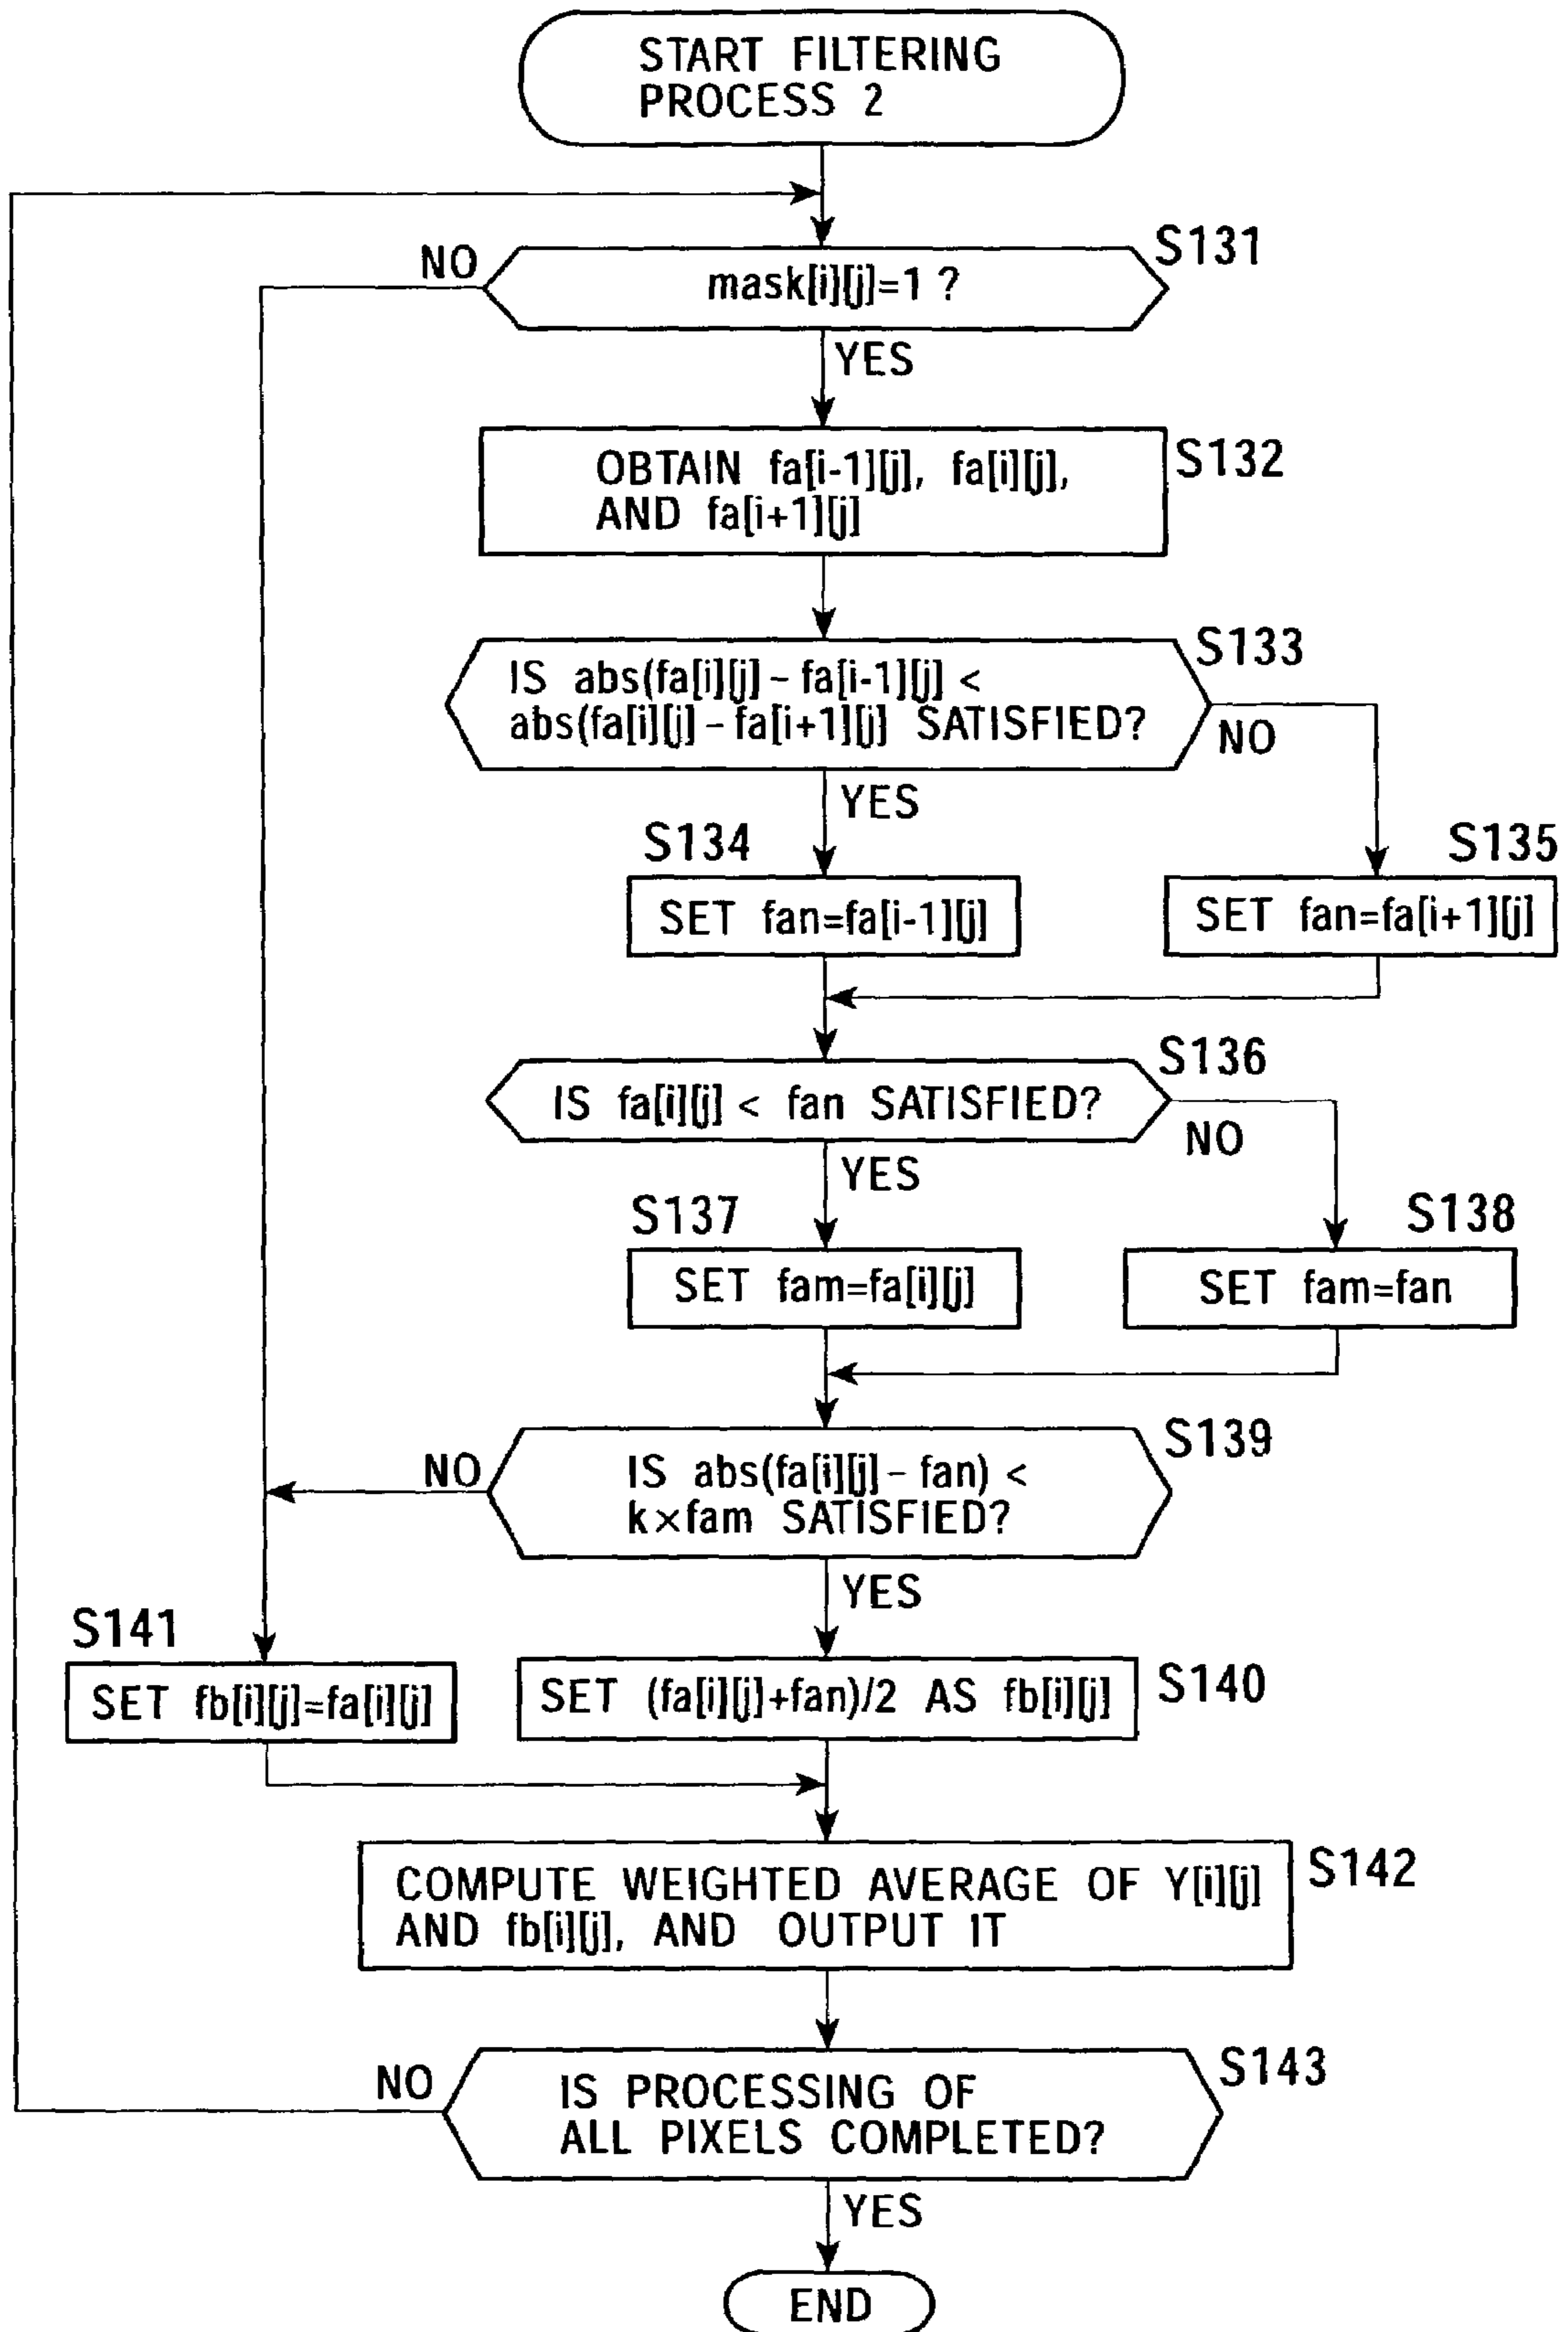 START FILTERING
PROCESS 2
S131
NO
mask[i][j]=1 ?
YES
S132
OBTAIN fa[i-1][j], fa[i][j],
AND fa[i+1][j]
S133
IS abs(fa[i][j] – fa[i-1][j] <
abs(fa[i][j] – fa[i+1][j] SATISFIED?
NO
YES
S134
S135
SET fan=fa[i-1][j]
SET fan=fa[i+1][j]
S136
IS fa[i][j] < fan SATISFIED?
NO
YES
S137
S138
SET fam=fa[i][j]
SET fam=fan
S139
NO
IS abs(fa[i][j] – fan) <
k×fam SATISFIED?
YES
S141
S140
SET fb[i][j]=fa[i][j]
SET (fa[i][j]+fan)/2 AS fb[i][j]
S142
COMPUTE WEIGHTED AVERAGE OF Y[i][j]
AND fb[i][j], AND OUTPUT IT
S143
NO
IS PROCESSING OF
ALL PIXELS COMPLETED?
YES
END